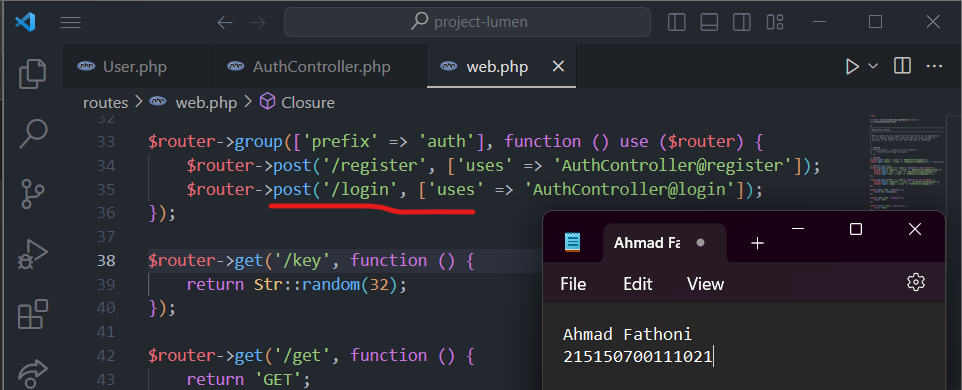 project-lumen
User.php
AuthController.php
web.php
routes > web.php > Closure
32
33 $router->group(['prefix' => 'auth'], function () use ($router) {
34 $router->post('/register', ['uses' => 'AuthController@register']);
35 $router->post('/login', ['uses' => 'AuthController@login']);
36 });
37
38 $router->get('/key', function () {
39 return Str::random(32);
40 });
41
42 $router->get('/get', function () {
43 return 'GET';
Ahmad Fa
File Edit View
Ahmad Fathoni
215150700111021